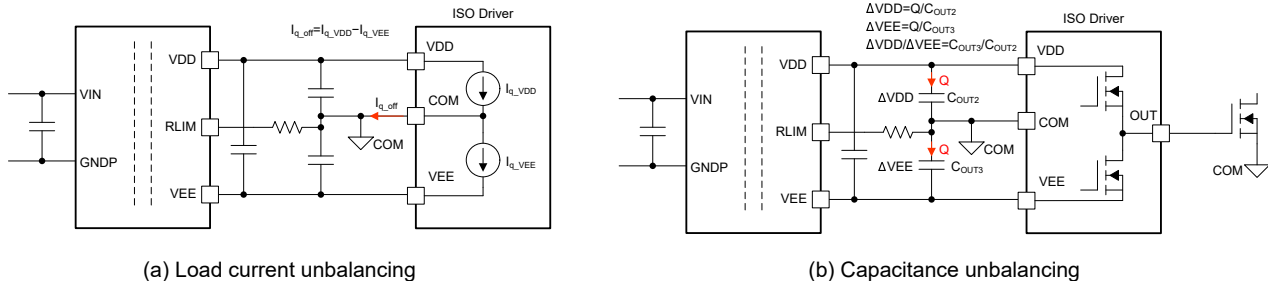 ISO Driver
I_q_off=I_q_VDD−I_q_VEE
VDD
VDD
I_q_VDD
VIN
I_q_off
COM
RLIM
COM
I_q_VEE
GNDP
VEE
VEE
(a) Load current unbalancing
ΔVDD=Q/C_OUT2
ΔVEE=Q/C_OUT3
ΔVDD/ΔVEE=C_OUT3/C_OUT2
ISO Driver
VDD
VDD
Q
VIN
ΔVDD
C_OUT2
OUT
COM
RLIM
COM
Q
ΔVEE
C_OUT3
GNDP
COM
VEE
VEE
(b) Capacitance unbalancing